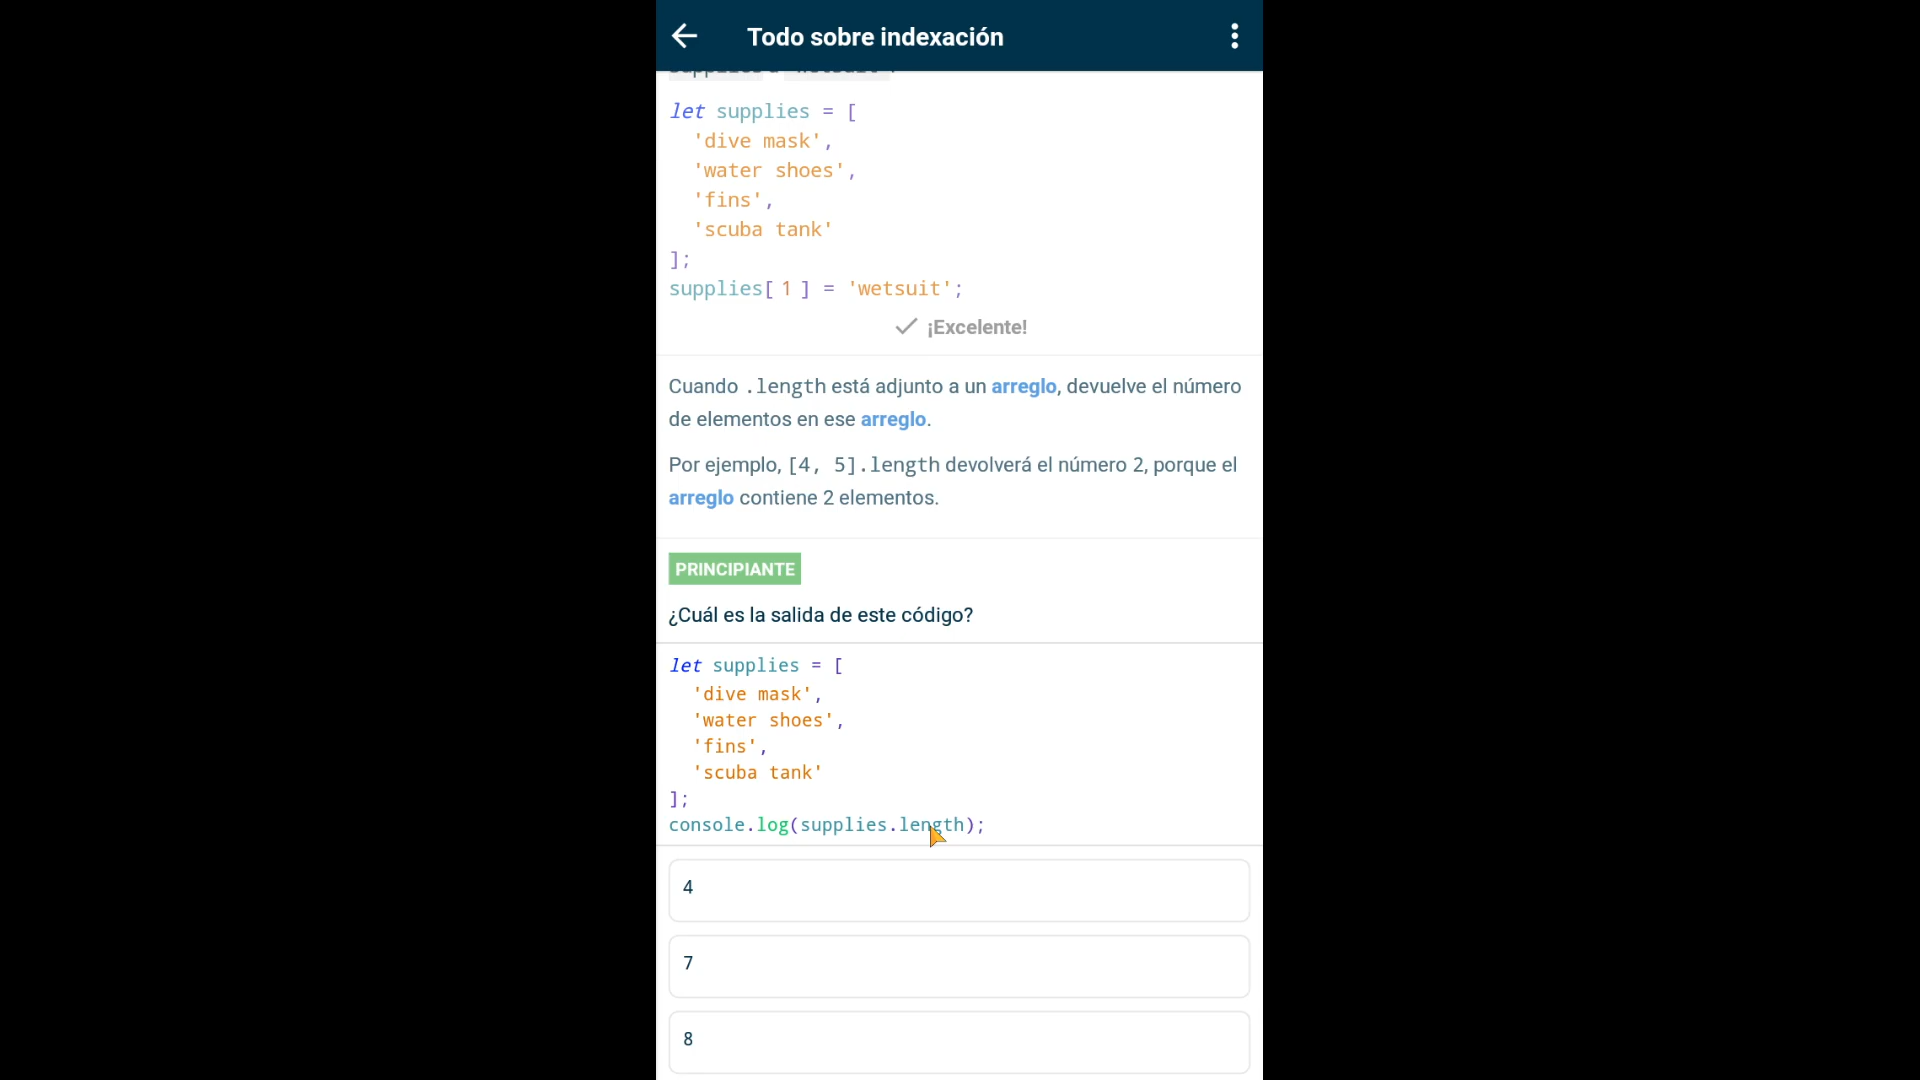 Todo sobre indexación
let supplies = [
'dive mask',
'water shoes',
'fins',
'scuba tank'
];
supplies[ 1 ] = 'wetsuit';
¡Excelente!
Cuando .length está adjunto a un arreglo, devuelve el número
de elementos en ese arreglo.
Por ejemplo, [4, 5].length devolverá el número 2, porque el
arreglo contiene 2 elementos.
PRINCIPIANTE
¿Cuál es la salida de este código?
let supplies = [
'dive mask',
'water shoes',
'fins',
'scuba tank'
];
console.log(supplies.length);
4
7
8